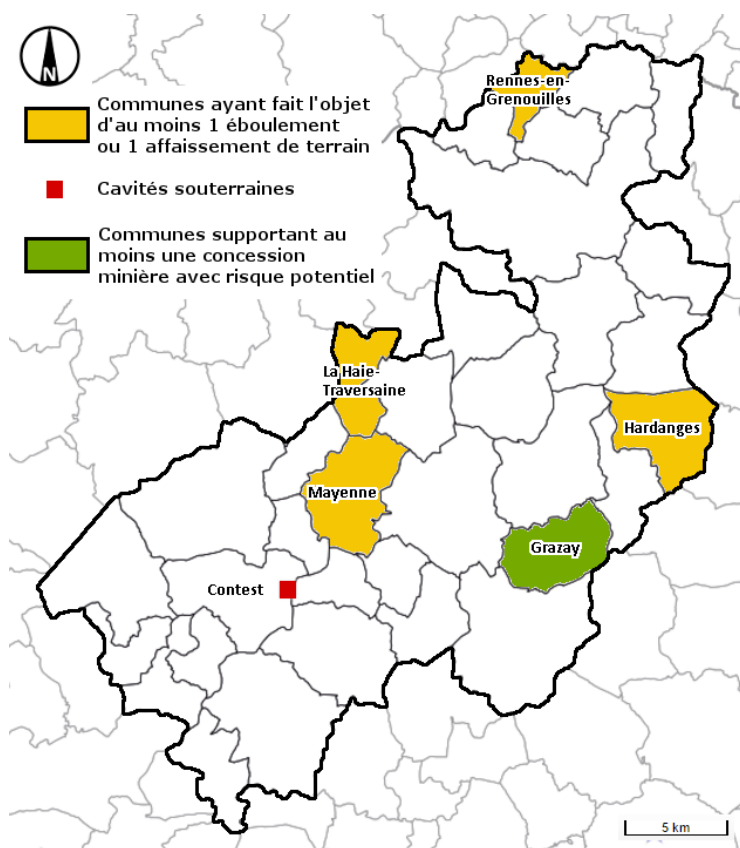 N
Communes ayant fait l'objet
d'au moins 1 éboulement
ou 1 affaissement de terrain
Cavités souterraines
Communes supportant au
moins une concession
minière avec risque potentiel
Rennes-en-
Grenouilles
La Haie-
Traversaine
Hardanges
Mayenne
Grazay
Contest
5 km